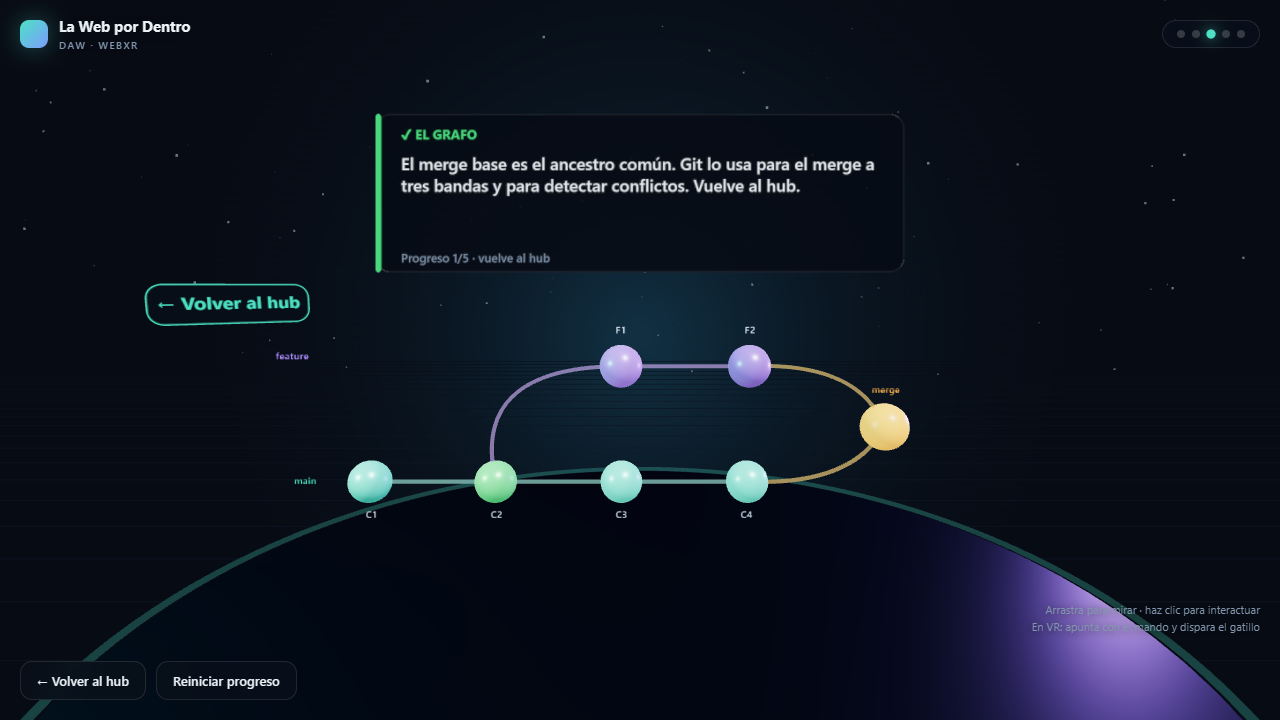 La Web por Dentro
DAW · WEBXR
✓ EL GRAFO
El merge base es el ancestro común. Git lo usa para el merge a
tres bandas y para detectar conflictos. Vuelve al hub.
Progreso 1/5 · vuelve al hub
← Volver al hub
F1
F2
feature
merge
main
C1
C2
C3
C4
Arrastra para mirar · haz clic para interactuar
En VR: apunta con el mando y dispara el gatillo
← Volver al hub
Reiniciar progreso